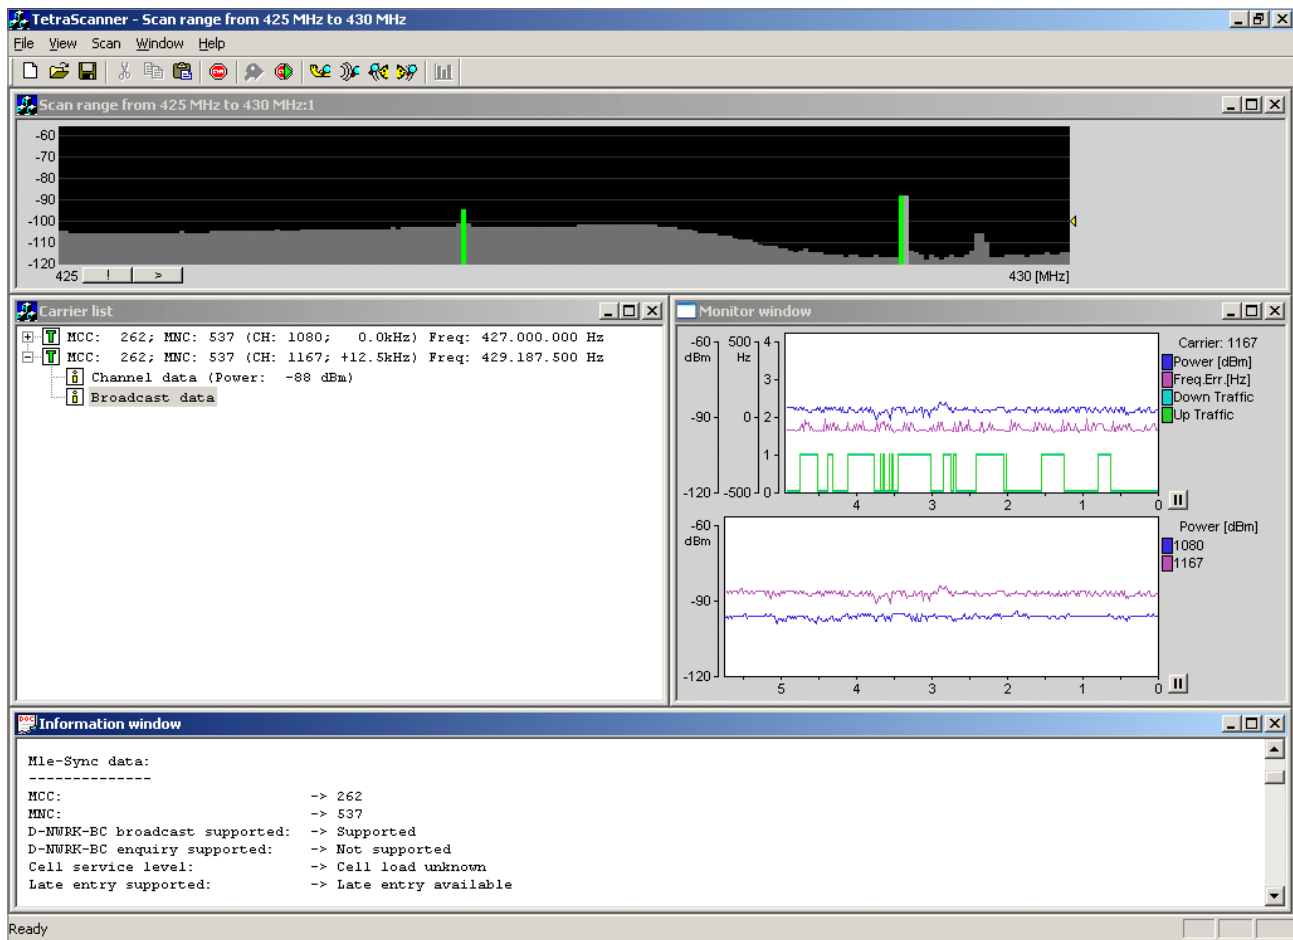 TetraScanner - Scan range from 425 MHz to 430 MHz
File View Scan Window Help
Scan range from 425 MHz to 430 MHz:1
-60
-70
-80
-90
-100
-110
-120
425 ! > 430 [MHz]
Carrier list
MCC: 262; MNC: 537 (CH: 1080; 0.0kHz) Freq: 427.000.000 Hz
MCC: 262; MNC: 537 (CH: 1167; +12.5kHz) Freq: 429.187.500 Hz
Channel data (Power: -88 dBm)
Broadcast data
Monitor window
-60 500 4 Carrier: 1167
dBm Hz Power [dBm]
3 Freq.Err.[Hz]
Down Traffic
-90 0 2 Up Traffic
1
-120 -500 0
4 3 2 1 0
-60 Power [dBm]
dBm 1080
1167
-90
-120
5 4 3 2 1 0
Information window
Mle-Sync data:
--------------
MCC: -> 262
MNC: -> 537
D-NWRK-BC broadcast supported: -> Supported
D-NWRK-BC enquiry supported: -> Not supported
Cell service level: -> Cell load unknown
Late entry supported: -> Late entry available
Ready